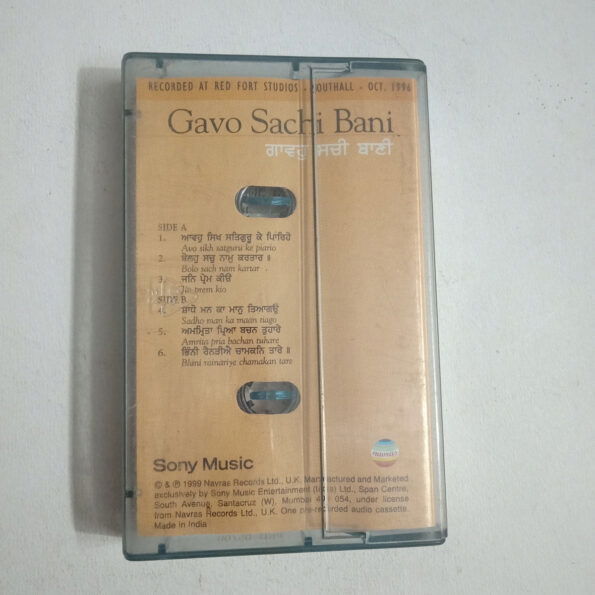 RECORDED AT RED FORT STUDIOS - SOUTHALL - OCT. 1996
Gavo Sachi Bani
ਗਾਵਹੁ ਸਚੀ ਬਾਣੀ
SIDE A
1. ਆਵਹੁ ਸਿਖ ਸਤਿਗੁਰੂ ਕੇ ਪਿਆਰਿਹੋ
Avo sikh satguru ke piario
2. ਬੋਲਹੁ ਸਚੁ ਨਾਮੁ ਕਰਤਾਰ ॥
Bolo sach nam kartar
3. ਜਨਿ ਪ੍ਰੇਮ ਕੀਓ
Jin prem kio
SIDE B
4. ਸਾਧੋ ਮਨ ਕਾ ਮਾਨੁ ਤਿਆਗਉ
Sadho man ka maan tiago
5. ਅਮਮ੍ਰਿਤਾ ਪ੍ਰਿਆ ਬਚਨ ਤੁਹਾਰੇ
Amrita pria bachan tuhare
6. ਭਿੰਨੀ ਰੈਨੜੀਐ ਚਾਮਕਨਿ ਤਾਰੇ ॥
Bhini rainariye chamakan tare
Sony Music
navras
© & ℗ 1999 Navras Records Ltd., U.K. Manufactured and Marketed
exclusively by Sony Music Entertainment (India) Ltd., Span Centre,
South Avenue, Santacruz (W), Mumbai 400 054, under license
from Navras Records Ltd., U.K. One pre-recorded audio cassette.
Made in India